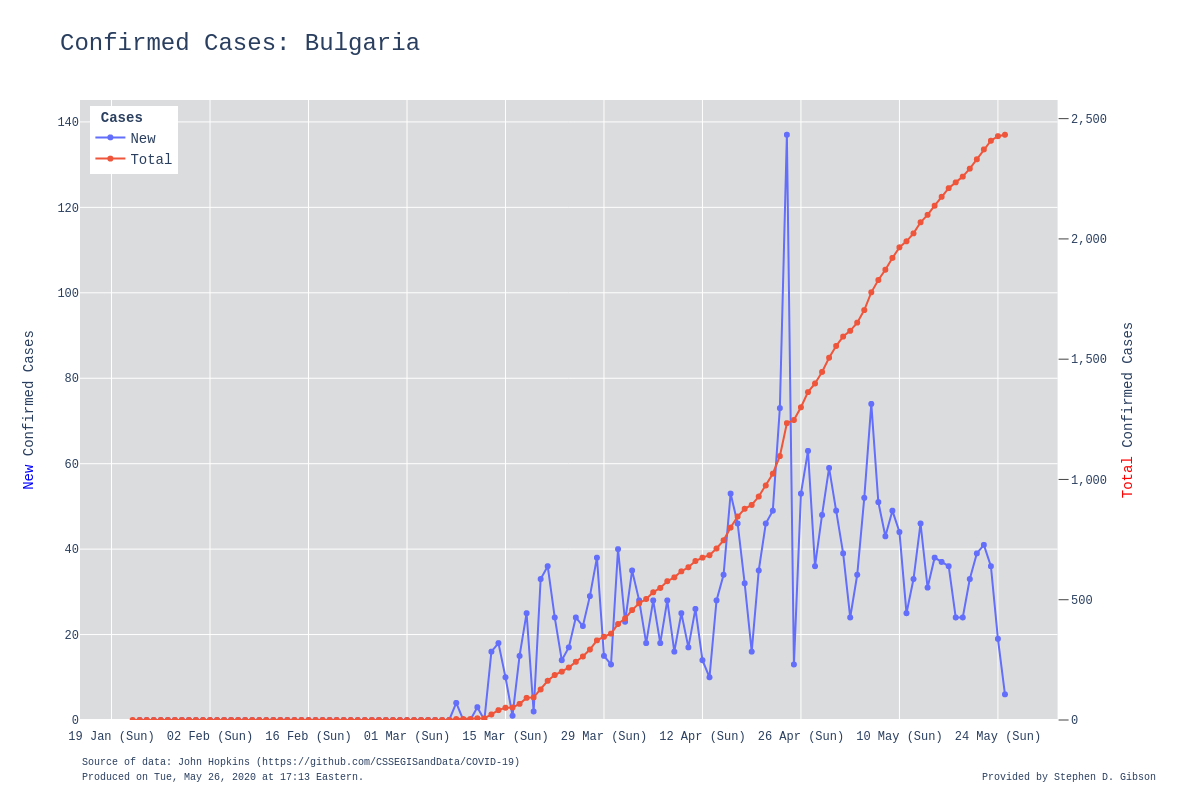 Confirmed Cases: Bulgaria
Cases
New
Total
140
120
100
80
60
40
20
0
2,500
2,000
1,500
1,000
500
0
New Confirmed Cases
Total Confirmed Cases
19 Jan (Sun) 02 Feb (Sun) 16 Feb (Sun) 01 Mar (Sun) 15 Mar (Sun) 29 Mar (Sun) 12 Apr (Sun) 26 Apr (Sun) 10 May (Sun) 24 May (Sun)
Source of data: John Hopkins (https://github.com/CSSEGISandData/COVID-19)
Produced on Tue, May 26, 2020 at 17:13 Eastern.
Provided by Stephen D. Gibson